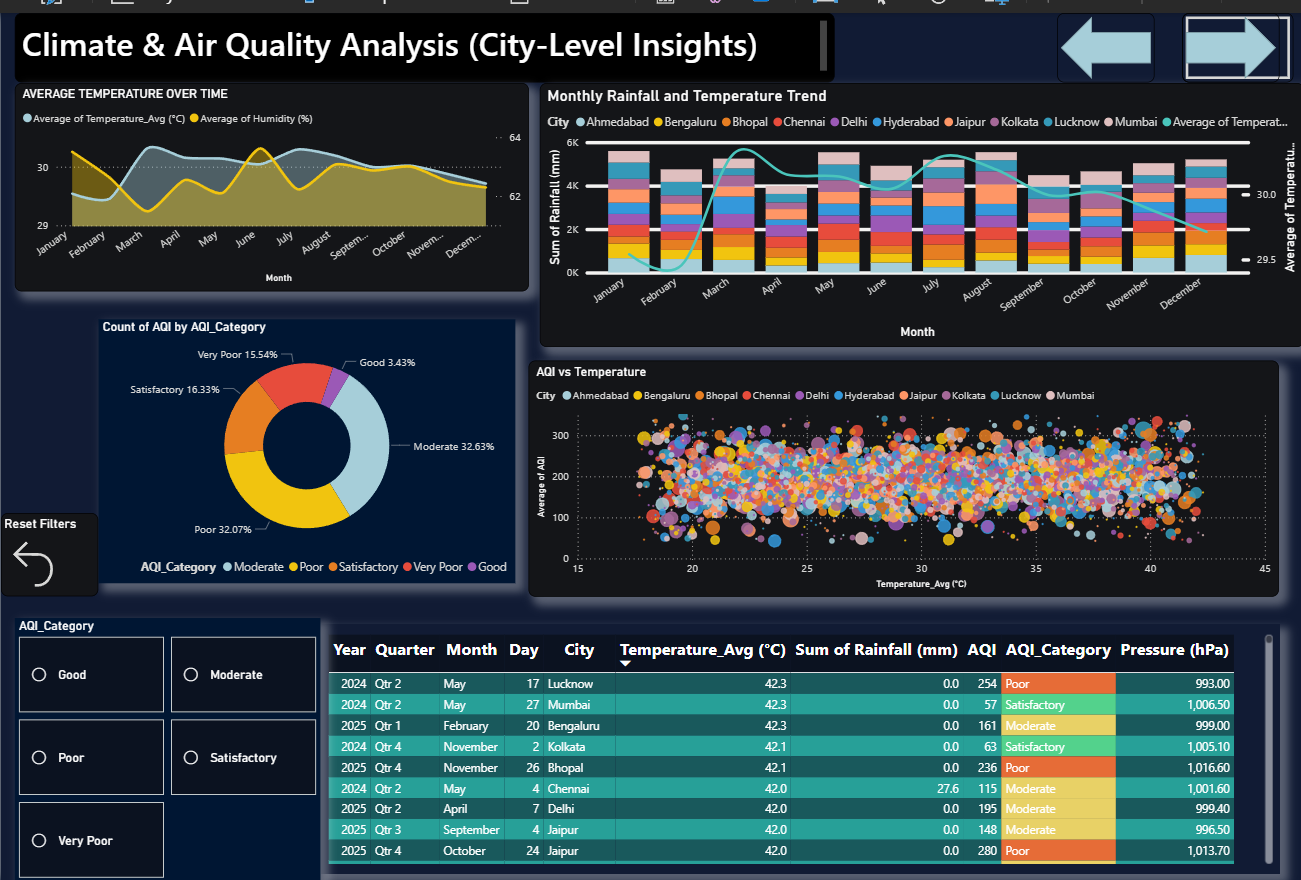 Climate & Air Quality Analysis (City-Level Insights)
AVERAGE TEMPERATURE OVER TIME
Average of Temperature_Avg (°C) Average of Humidity (%)
64
30
62
29
January February March April May June July August Septem... October Novem... Decem...
Month
Monthly Rainfall and Temperature Trend
City Ahmedabad Bengaluru Bhopal Chennai Delhi Hyderabad Jaipur Kolkata Lucknow Mumbai Average of Temperat...
6K
4K
2K
0K
Sum of Rainfall (mm)
30.0
29.5
Average of Temperatu...
January February March April May June July August September October November December
Month
Count of AQI by AQI_Category
Very Poor 15.54%
Good 3.43%
Satisfactory 16.33%
Moderate 32.63%
Poor 32.07%
AQI_Category Moderate Poor Satisfactory Very Poor Good
Reset Filters
AQI vs Temperature
City Ahmedabad Bengaluru Bhopal Chennai Delhi Hyderabad Jaipur Kolkata Lucknow Mumbai
300
200
100
0
Average of AQI
15 20 25 30 35 40 45
Temperature_Avg (°C)
AQI_Category
Good Moderate
Poor Satisfactory
Very Poor
Year Quarter Month Day City Temperature_Avg (°C) Sum of Rainfall (mm) AQI AQI_Category Pressure (hPa)
2024 Qtr 2 May 17 Lucknow 42.3 0.0 254 Poor 993.00
2024 Qtr 2 May 27 Mumbai 42.3 0.0 57 Satisfactory 1,006.50
2025 Qtr 1 February 20 Bengaluru 42.3 0.0 161 Moderate 999.00
2024 Qtr 4 November 2 Kolkata 42.1 0.0 63 Satisfactory 1,005.10
2025 Qtr 4 November 26 Bhopal 42.1 0.0 236 Poor 1,016.60
2024 Qtr 2 May 4 Chennai 42.0 27.6 115 Moderate 1,001.60
2025 Qtr 2 April 7 Delhi 42.0 0.0 195 Moderate 999.40
2025 Qtr 3 September 4 Jaipur 42.0 0.0 148 Moderate 996.50
2025 Qtr 4 October 24 Jaipur 42.0 0.0 280 Poor 1,013.70